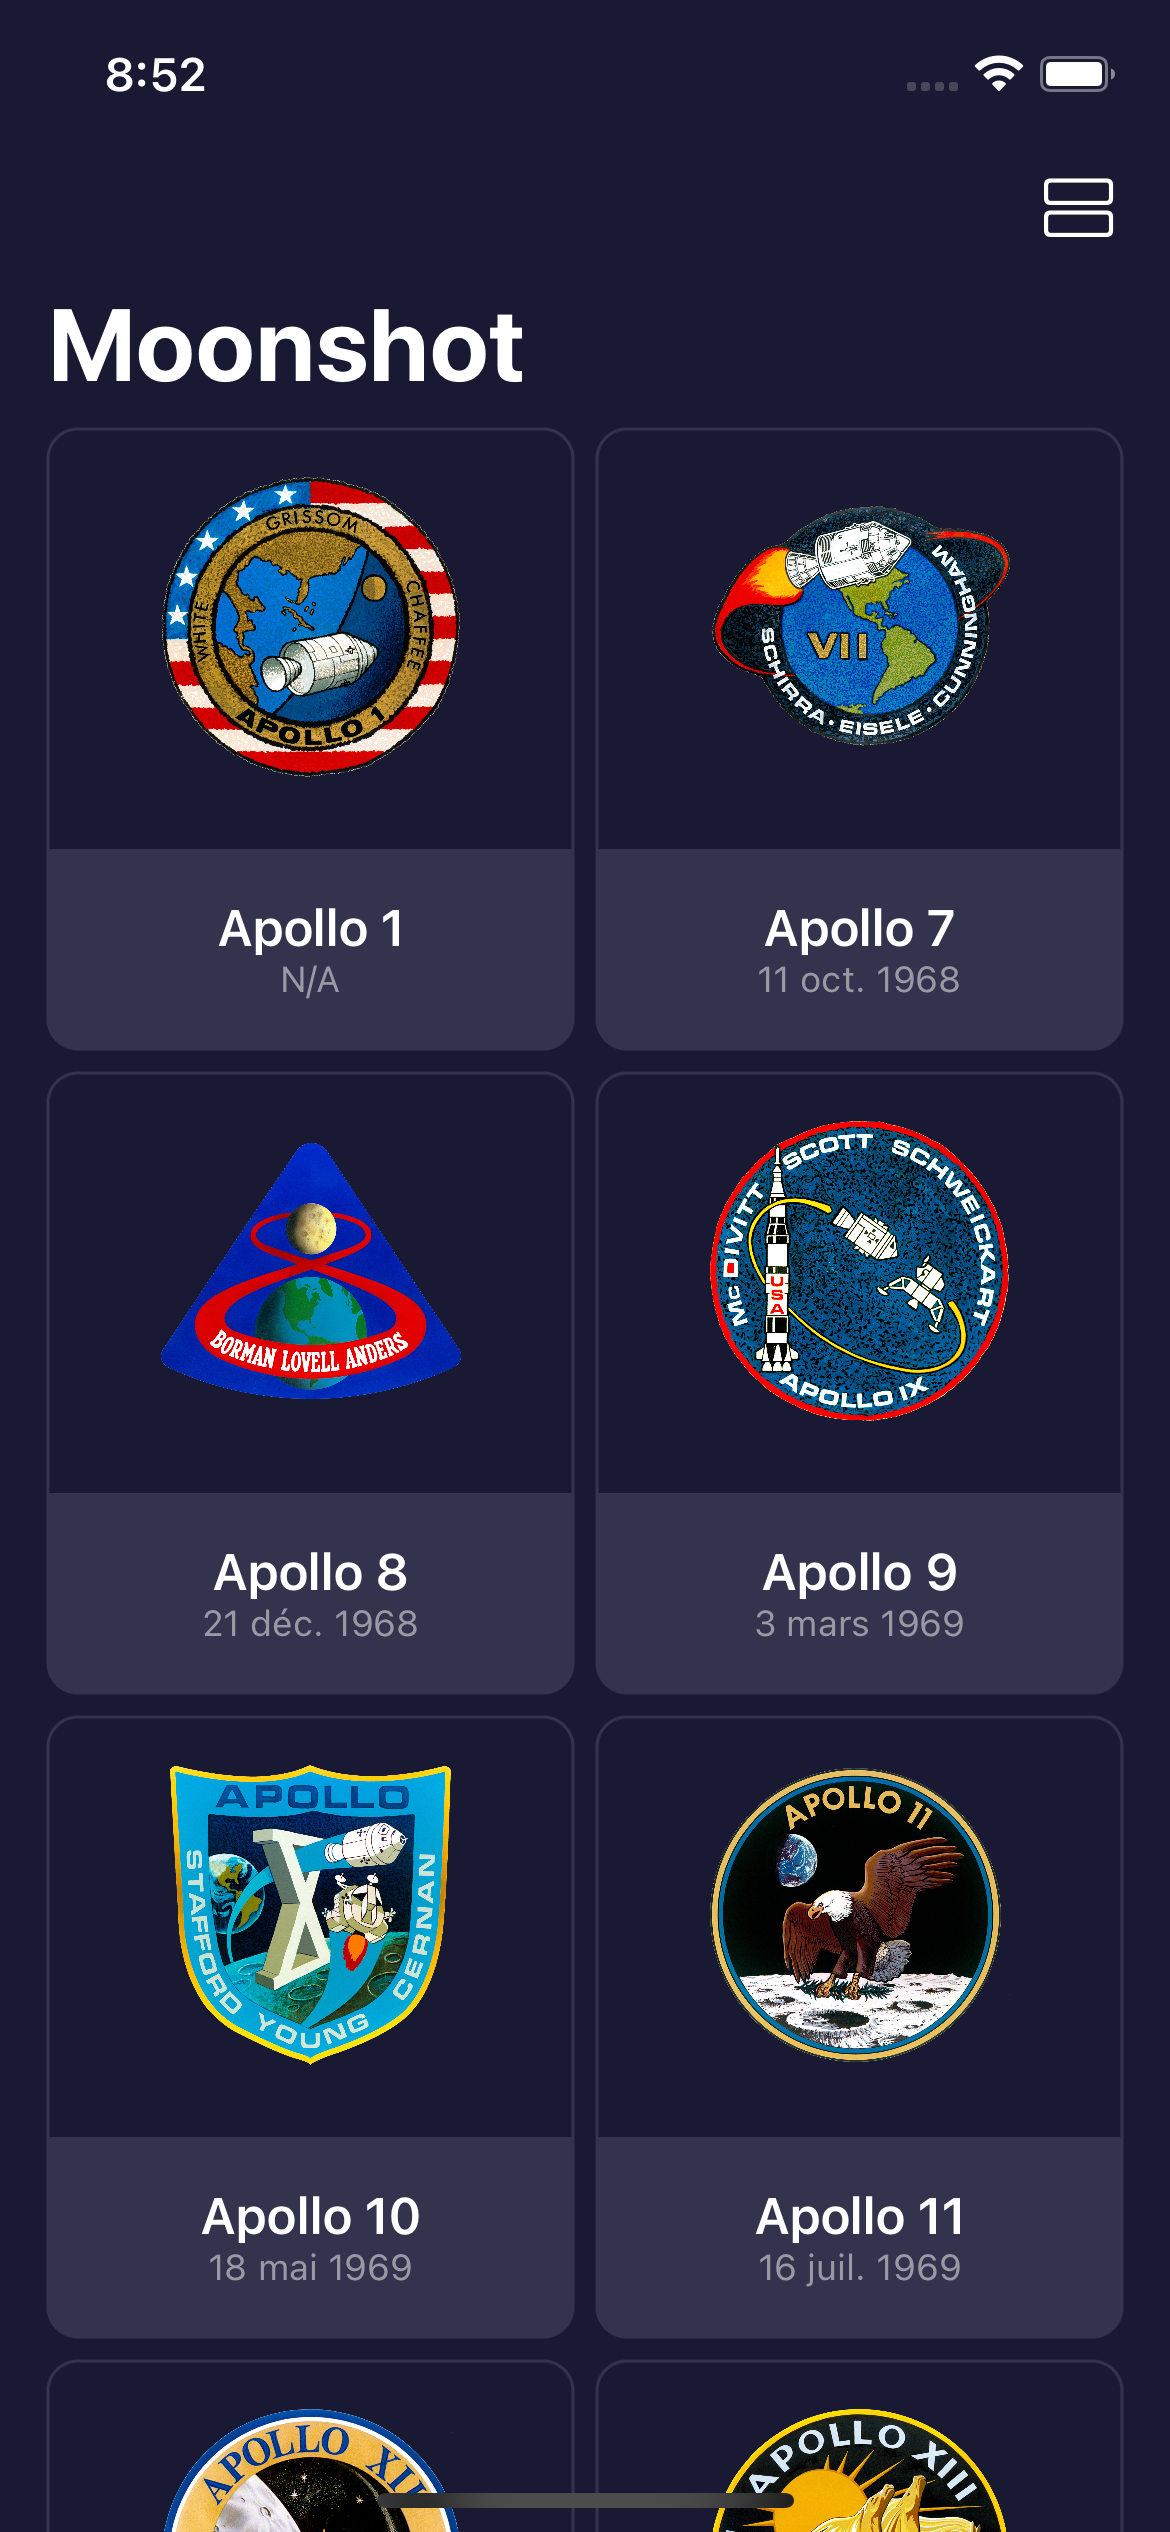 8:52
Moonshot
GRISSOM
WHITE
CHAFFEE
APOLLO 1
VII
SCHIRRA · EISELE · CUNNINGHAM
Apollo 1
N/A
Apollo 7
11 oct. 1968
BORMAN LOVELL ANDERS
McDIVITT SCOTT SCHWEICKART
USA
APOLLO IX
Apollo 8
21 déc. 1968
Apollo 9
3 mars 1969
APOLLO
X
STAFFORD YOUNG CERNAN
APOLLO 11
Apollo 10
18 mai 1969
Apollo 11
16 juil. 1969
APOLLO XII
APOLLO XIII